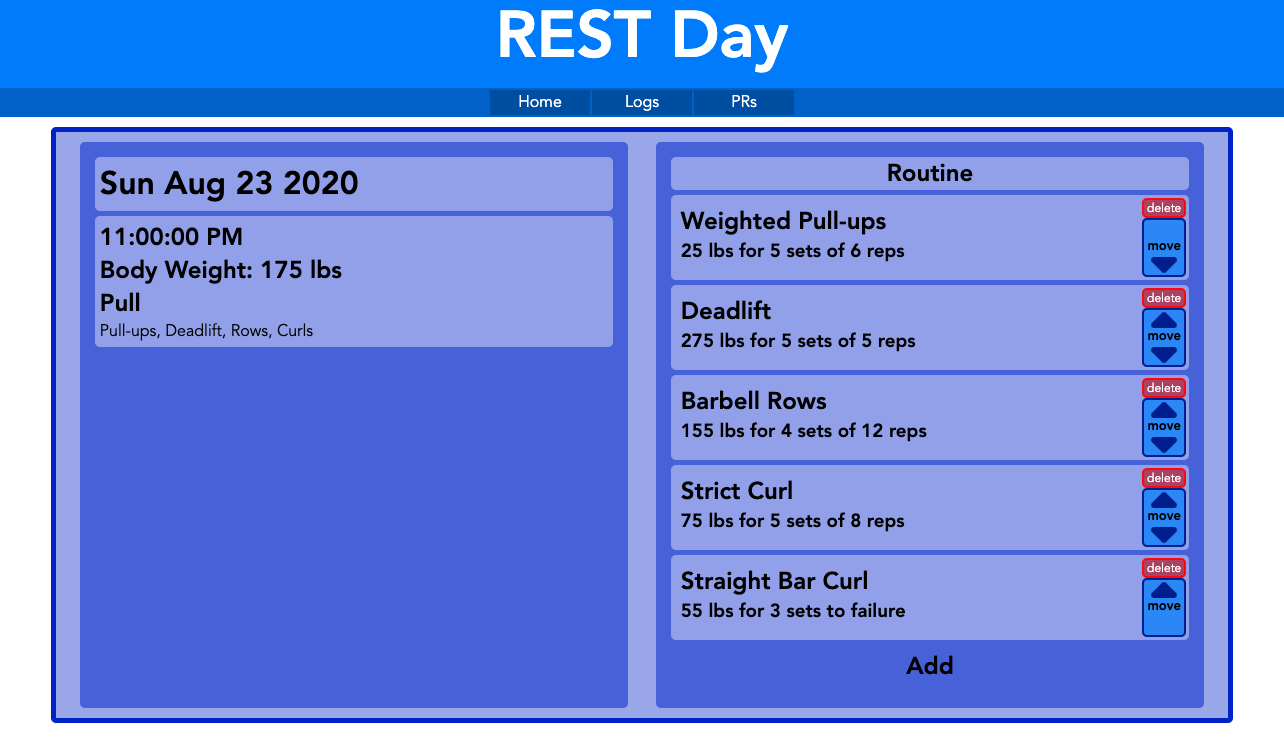 REST Day
Home Logs PRs
Sun Aug 23 2020
11:00:00 PM
Body Weight: 175 lbs
Pull
Pull-ups, Deadlift, Rows, Curls
Routine
Weighted Pull-ups
25 lbs for 5 sets of 6 reps
delete
move
Deadlift
275 lbs for 5 sets of 5 reps
delete
move
Barbell Rows
155 lbs for 4 sets of 12 reps
delete
move
Strict Curl
75 lbs for 5 sets of 8 reps
delete
move
Straight Bar Curl
55 lbs for 3 sets to failure
delete
move
Add